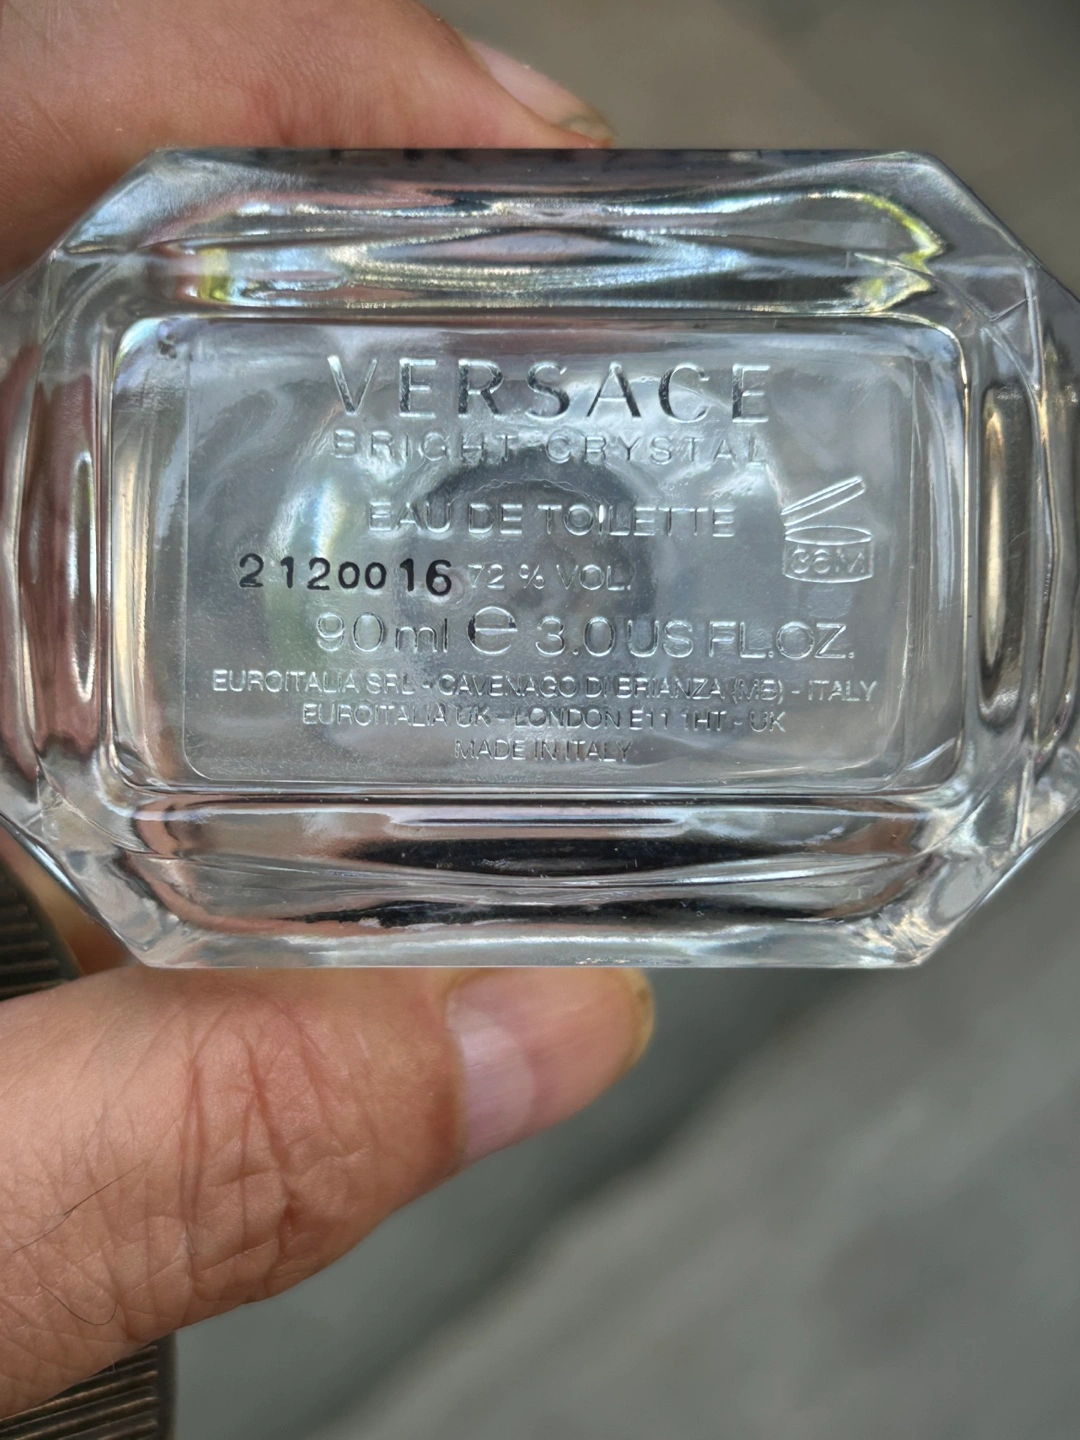 VERSACE
BRIGHT CRYSTAL
EAU DE TOILETTE
36M
2120016 72 % VOL.
90ml e 3.0 US FL.OZ.
EUROITALIA SRL - CAVENAGO DI BRIANZA (MB) - ITALY
EUROITALIA UK - LONDON E11 1HT - UK
MADE IN ITALY